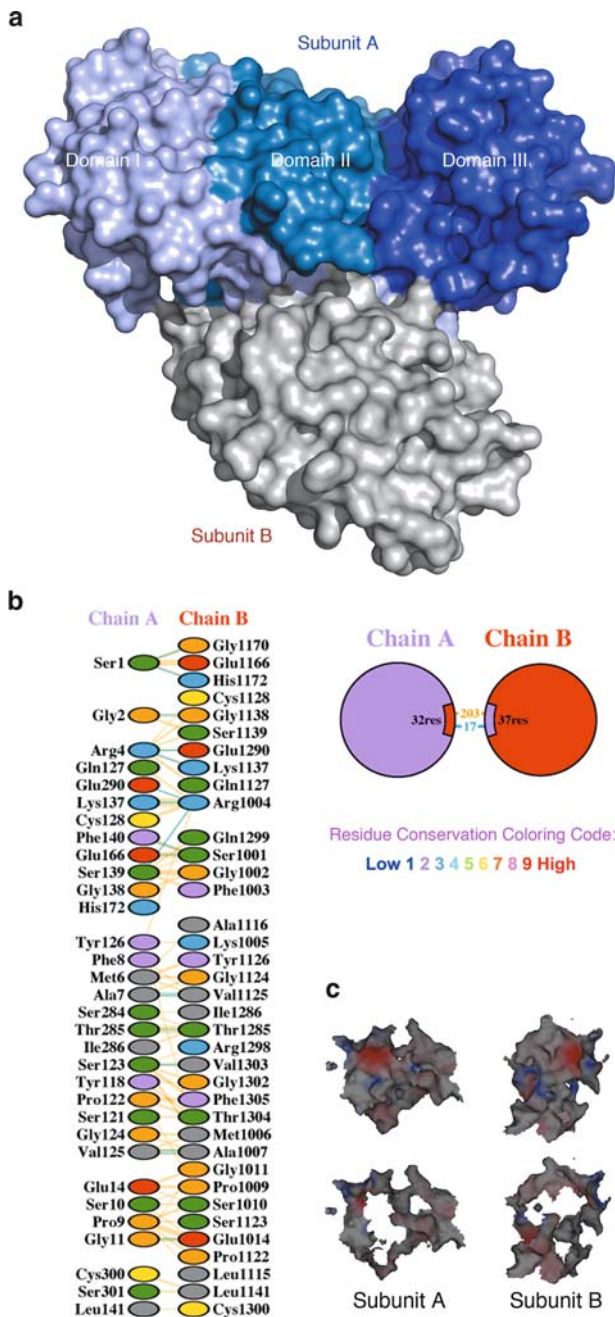 a
Subunit A
Domain I
Domain II
Domain III
Subunit B
b
Chain A
Chain B
Ser1
Gly2
Arg4
Gln127
Glu290
Lys137
Cys128
Phe140
Glu166
Ser139
Gly138
His172
Tyr126
Phe8
Met6
Ala7
Ser284
Thr285
Ile286
Ser123
Tyr118
Pro122
Ser121
Gly124
Val125
Glu14
Ser10
Pro9
Gly11
Cys300
Ser301
Leu141
Gly1170
Glu1166
His1172
Cys1128
Gly1138
Ser1139
Glu1290
Lys1137
Gln1127
Arg1004
Gln1299
Ser1001
Gly1002
Phe1003
Ala1116
Lys1005
Tyr1126
Gly1124
Val1125
Ile1286
Thr1285
Arg1298
Val1303
Gly1302
Phe1305
Thr1304
Met1006
Ala1007
Gly1011
Pro1009
Ser1010
Ser1123
Glu1014
Pro1122
Leu1115
Leu1141
Cys1300
Chain A
Chain B
32res
203
17
37res
Residue Conservation Coloring Code:
Low 1 2 3 4 5 6 7 8 9 High
c
Subunit A
Subunit B